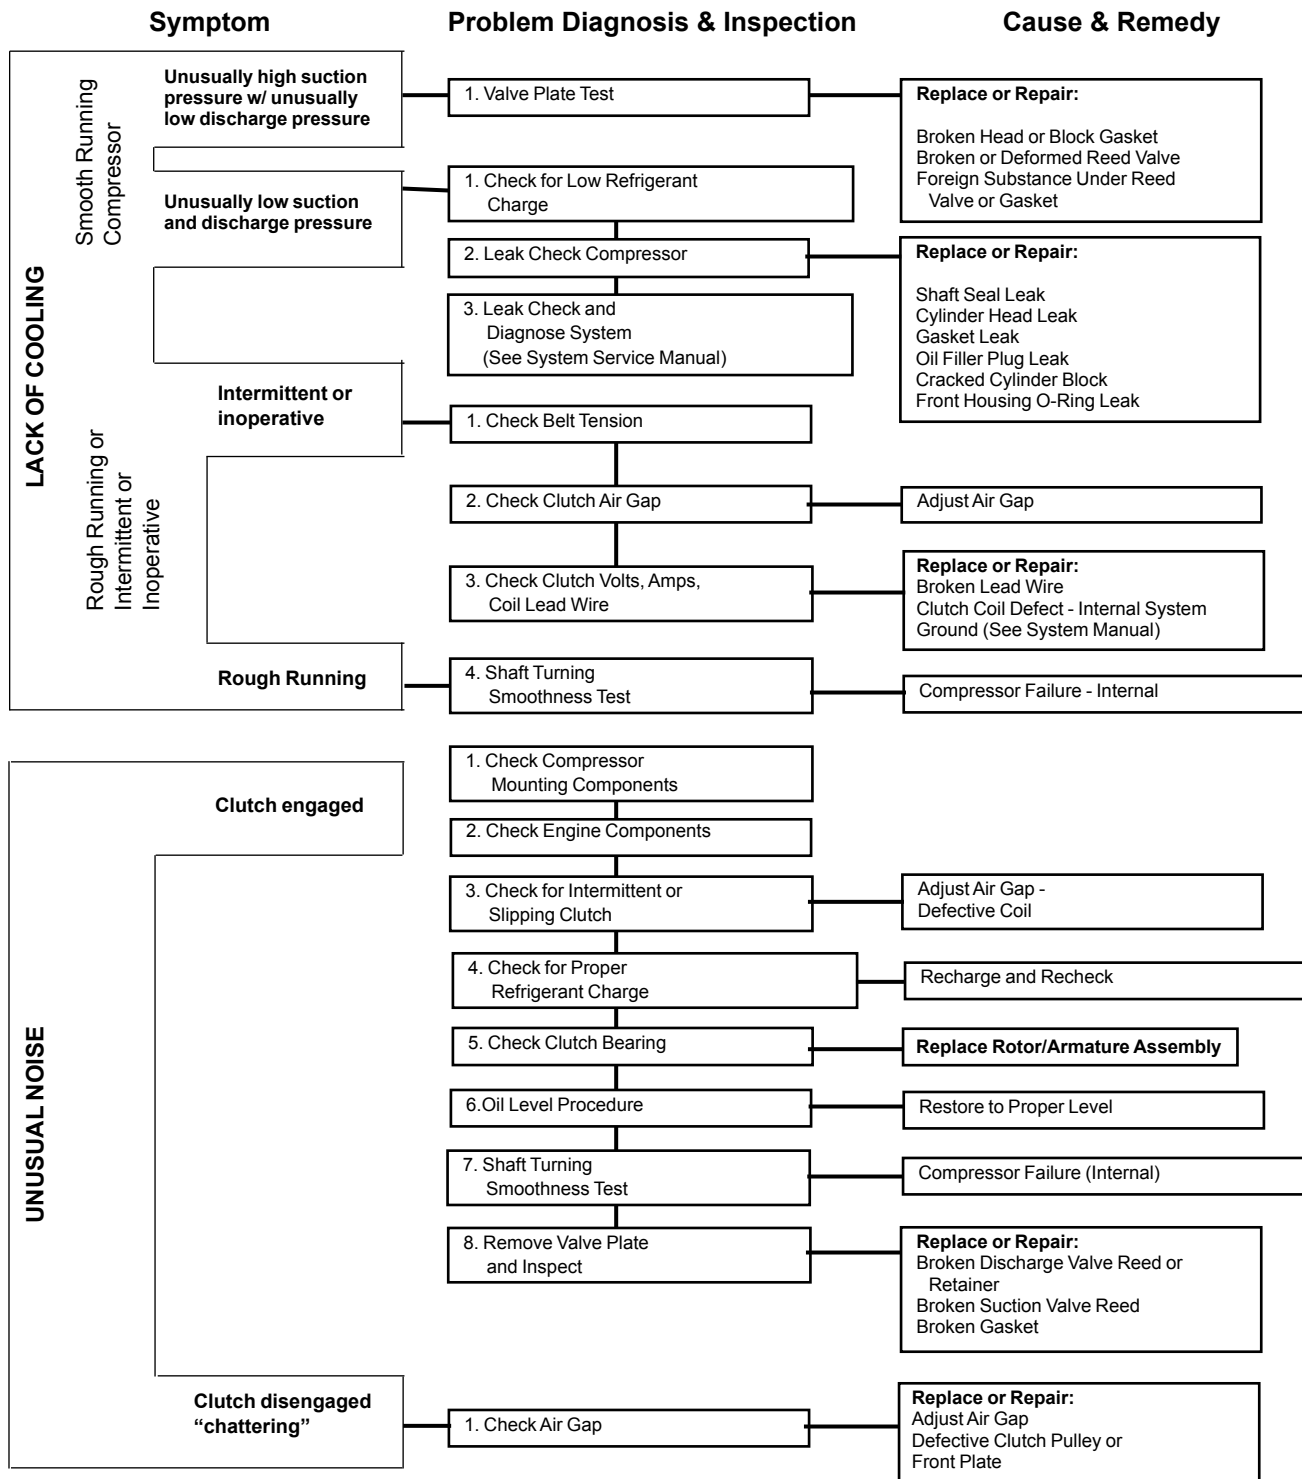 Symptom
Problem Diagnosis & Inspection
Cause & Remedy
LACK OF COOLING
Smooth Running
Compressor
Unusually high suction
pressure w/ unusually
low discharge pressure
1. Valve Plate Test
Replace or Repair:
Broken Head or Block Gasket
Broken or Deformed Reed Valve
Foreign Substance Under Reed
Valve or Gasket
Unusually low suction
and discharge pressure
1. Check for Low Refrigerant
Charge
2. Leak Check Compressor
Replace or Repair:
Shaft Seal Leak
Cylinder Head Leak
Gasket Leak
Oil Filler Plug Leak
Cracked Cylinder Block
Front Housing O-Ring Leak
3. Leak Check and
Diagnose System
(See System Service Manual)
Rough Running or
Intermittent or
Inoperative
Intermittent or
inoperative
1. Check Belt Tension
2. Check Clutch Air Gap
Adjust Air Gap
3. Check Clutch Volts, Amps,
Coil Lead Wire
Replace or Repair:
Broken Lead Wire
Clutch Coil Defect - Internal System
Ground (See System Manual)
Rough Running
4. Shaft Turning
Smoothness Test
Compressor Failure - Internal
UNUSUAL NOISE
Clutch engaged
1. Check Compressor
Mounting Components
2. Check Engine Components
3. Check for Intermittent or
Slipping Clutch
Adjust Air Gap -
Defective Coil
4. Check for Proper
Refrigerant Charge
Recharge and Recheck
5. Check Clutch Bearing
Replace Rotor/Armature Assembly
6.Oil Level Procedure
Restore to Proper Level
7. Shaft Turning
Smoothness Test
Compressor Failure (Internal)
8. Remove Valve Plate
and Inspect
Replace or Repair:
Broken Discharge Valve Reed or
Retainer
Broken Suction Valve Reed
Broken Gasket
Clutch disengaged
“chattering”
1. Check Air Gap
Replace or Repair:
Adjust Air Gap
Defective Clutch Pulley or
Front Plate